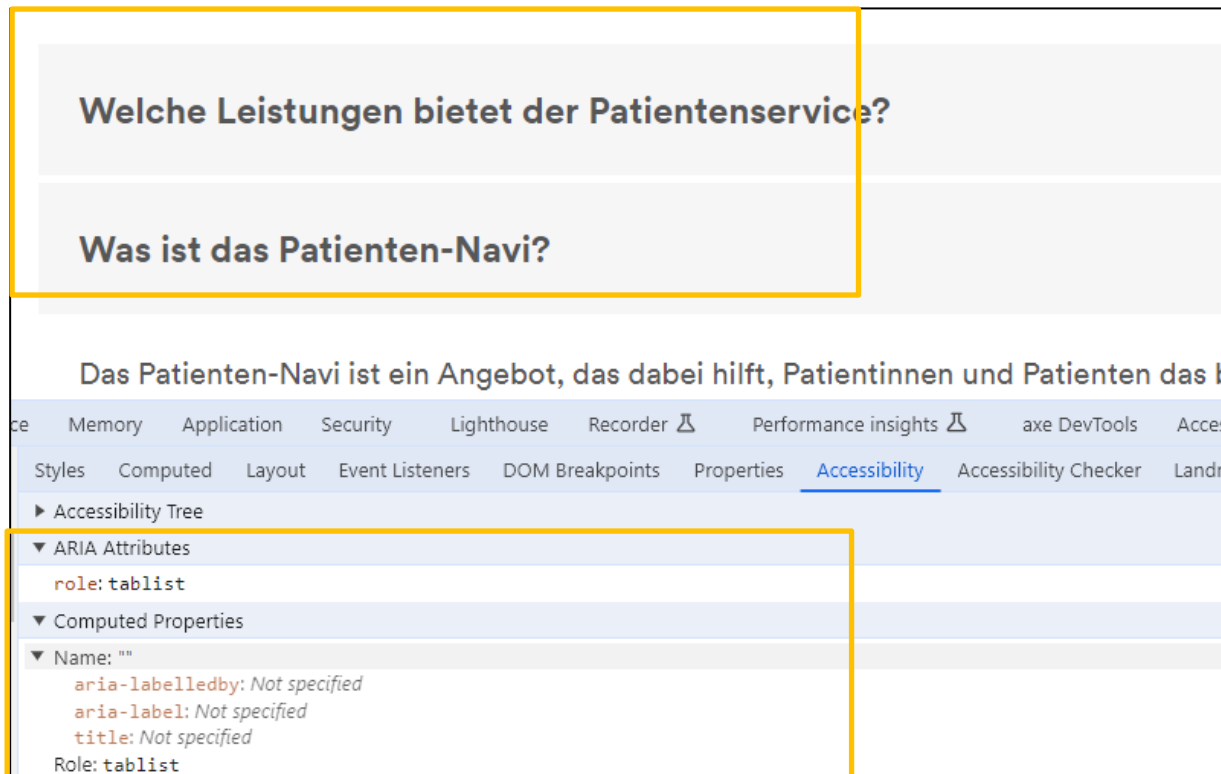 Welche Leistungen bietet der Patientenservice?
Was ist das Patienten-Navi?
Das Patienten-Navi ist ein Angebot, das dabei hilft, Patientinnen und Patienten das
Memory Application Security Lighthouse Recorder Performance insights axe DevTools
Styles Computed Layout Event Listeners DOM Breakpoints Properties Accessibility Accessibility Checker
Accessibility Tree
ARIA Attributes
role: tablist
Computed Properties
Name: ""
aria-labelledby: Not specified
aria-label: Not specified
title: Not specified
Role: tablist